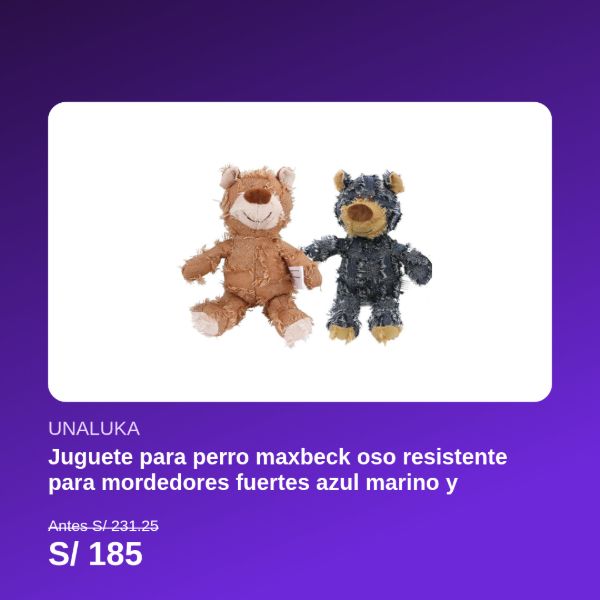 UNALUKA
Juguete para perro maxbeck oso resistente
para mordedores fuertes azul marino y
Antes S/ 231.25
S/ 185